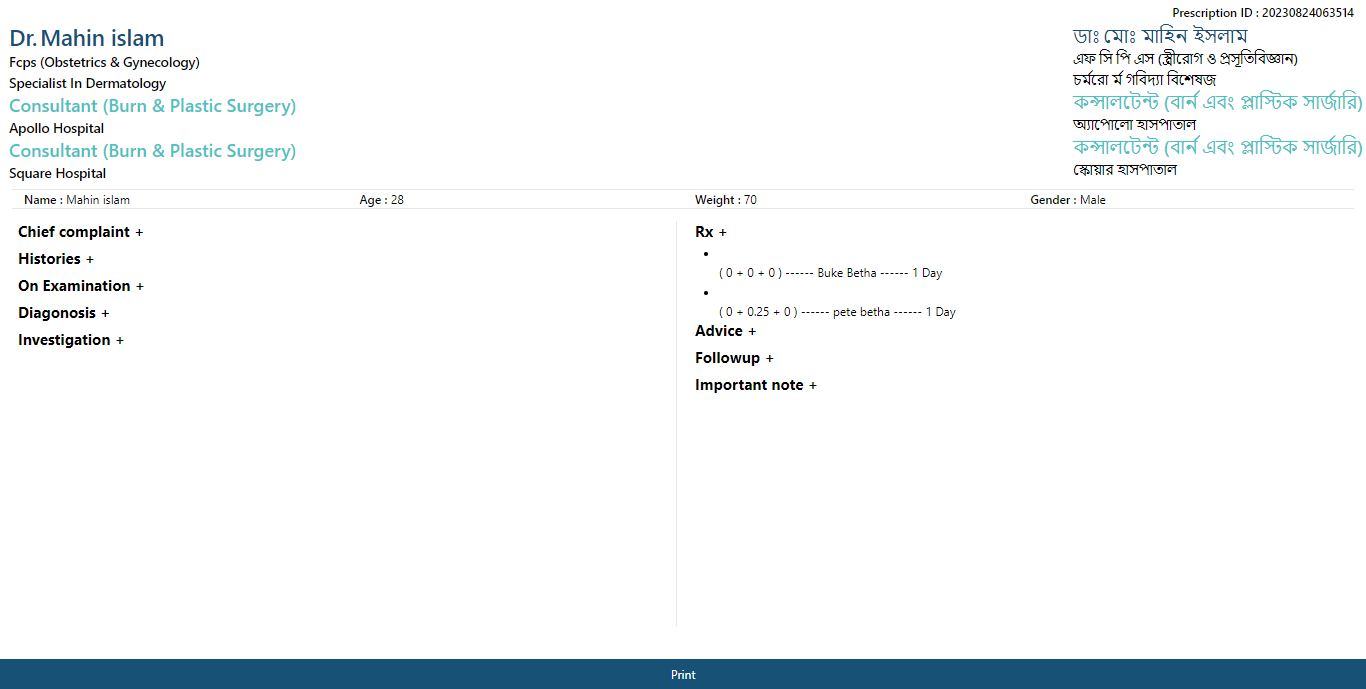 Prescription ID : 20230824063514
Dr. Mahin islam
Fcps (Obstetrics & Gynecology)
Specialist In Dermatology
Consultant (Burn & Plastic Surgery)
Apollo Hospital
Consultant (Burn & Plastic Surgery)
Square Hospital
ডাঃ মোঃ মাহিন ইসলাম
এফ সি পি এস (স্ত্রীরোগ ও প্রসূতিবিজ্ঞান)
চর্মরো র্ম গবিদ্যা বিশেষজ্ঞ
কন্সালটেন্ট (বার্ন এবং প্লাস্টিক সার্জারি)
অ্যাপোলো হাসপাতাল
কন্সালটেন্ট (বার্ন এবং প্লাস্টিক সার্জারি)
স্কোয়ার হাসপাতাল
Name : Mahin islam Age : 28 Weight : 70 Gender : Male
Chief complaint +
Histories +
On Examination +
Diagonosis +
Investigation +
Rx +
( 0 + 0 + 0 ) ------ Buke Betha ------ 1 Day
( 0 + 0.25 + 0 ) ------ pete betha ------ 1 Day
Advice +
Followup +
Important note +
Print